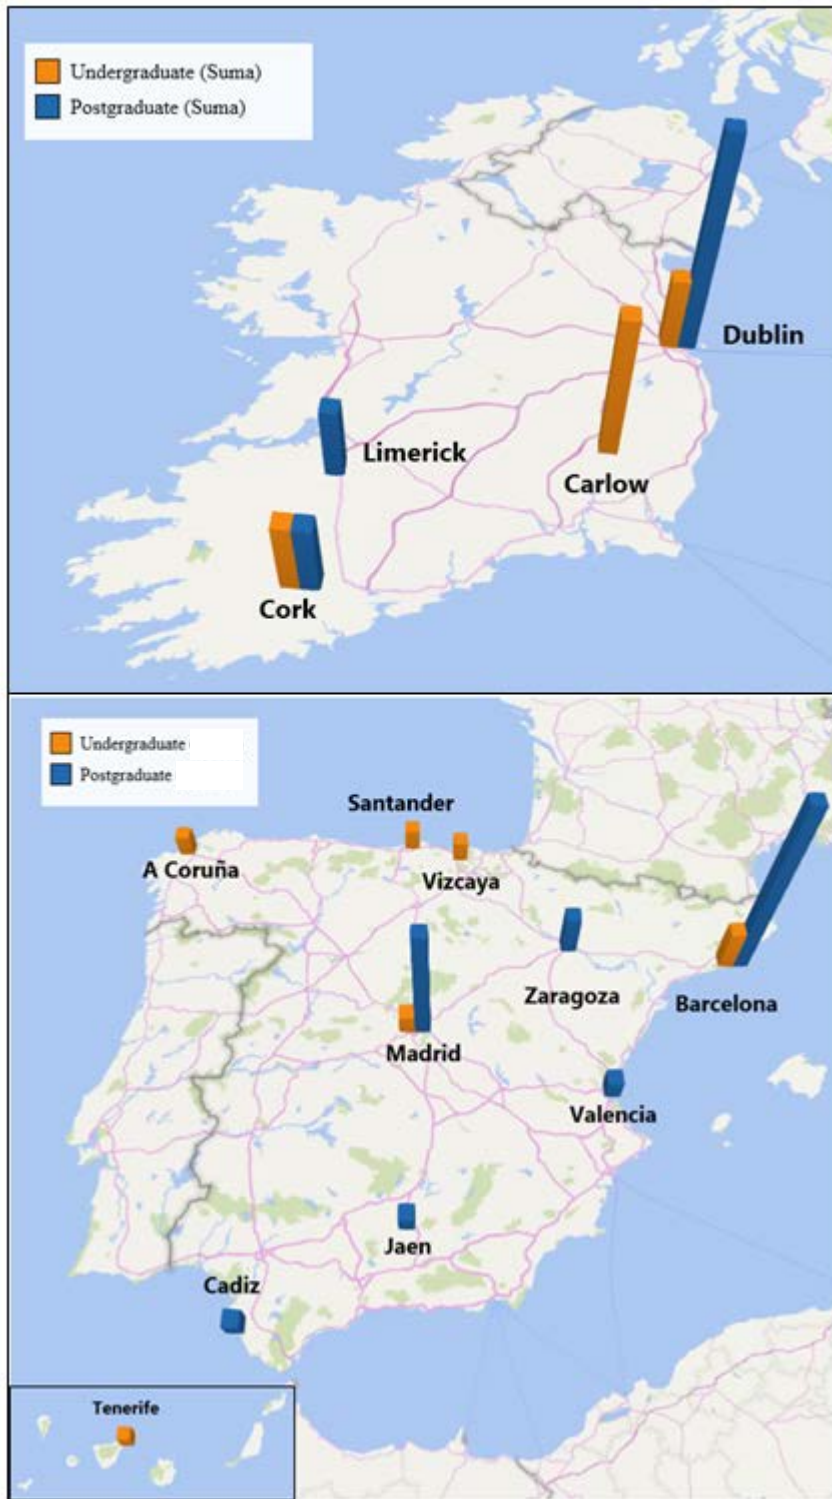 Undergraduate (Suma)
Postgraduate (Suma)
Dublin
Limerick
Carlow
Cork
Undergraduate
Postgraduate
Santander
A Coruña
Vizcaya
Zaragoza
Barcelona
Madrid
Valencia
Jaen
Cadiz
Tenerife